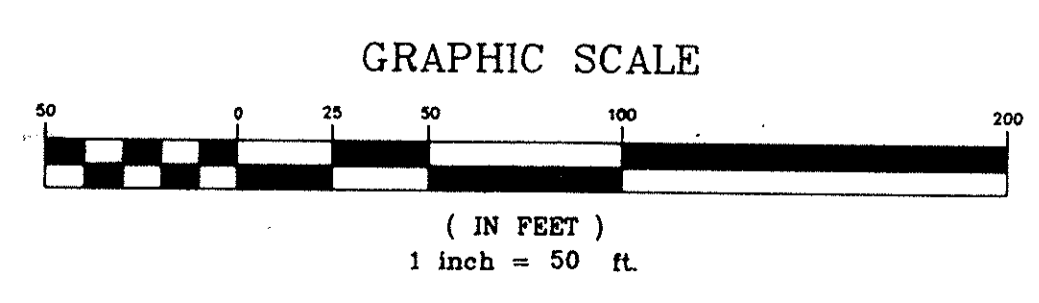 GRAPHIC SCALE
50 0 25 50 100 200
( IN FEET )
1 inch = 50 ft.